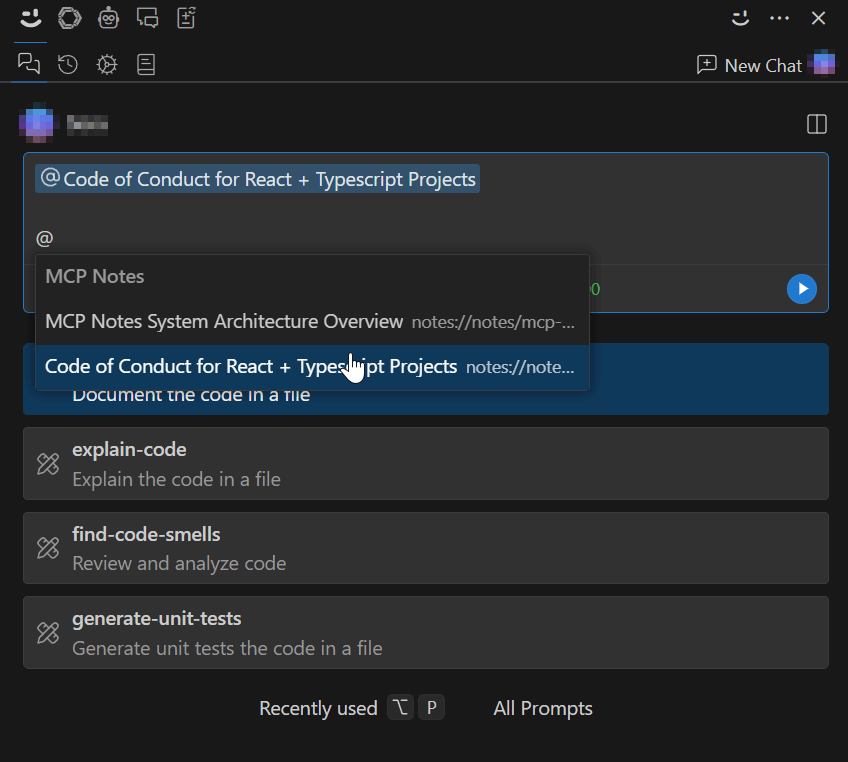 New Chat
@Code of Conduct for React + Typescript Projects
@
MCP Notes
MCP Notes System Architecture Overview notes://notes/mcp-...
Code of Conduct for React + Typescript Projects notes://note...
Document the code in a file
explain-code
Explain the code in a file
find-code-smells
Review and analyze code
generate-unit-tests
Generate unit tests the code in a file
Recently used ⌥ P All Prompts